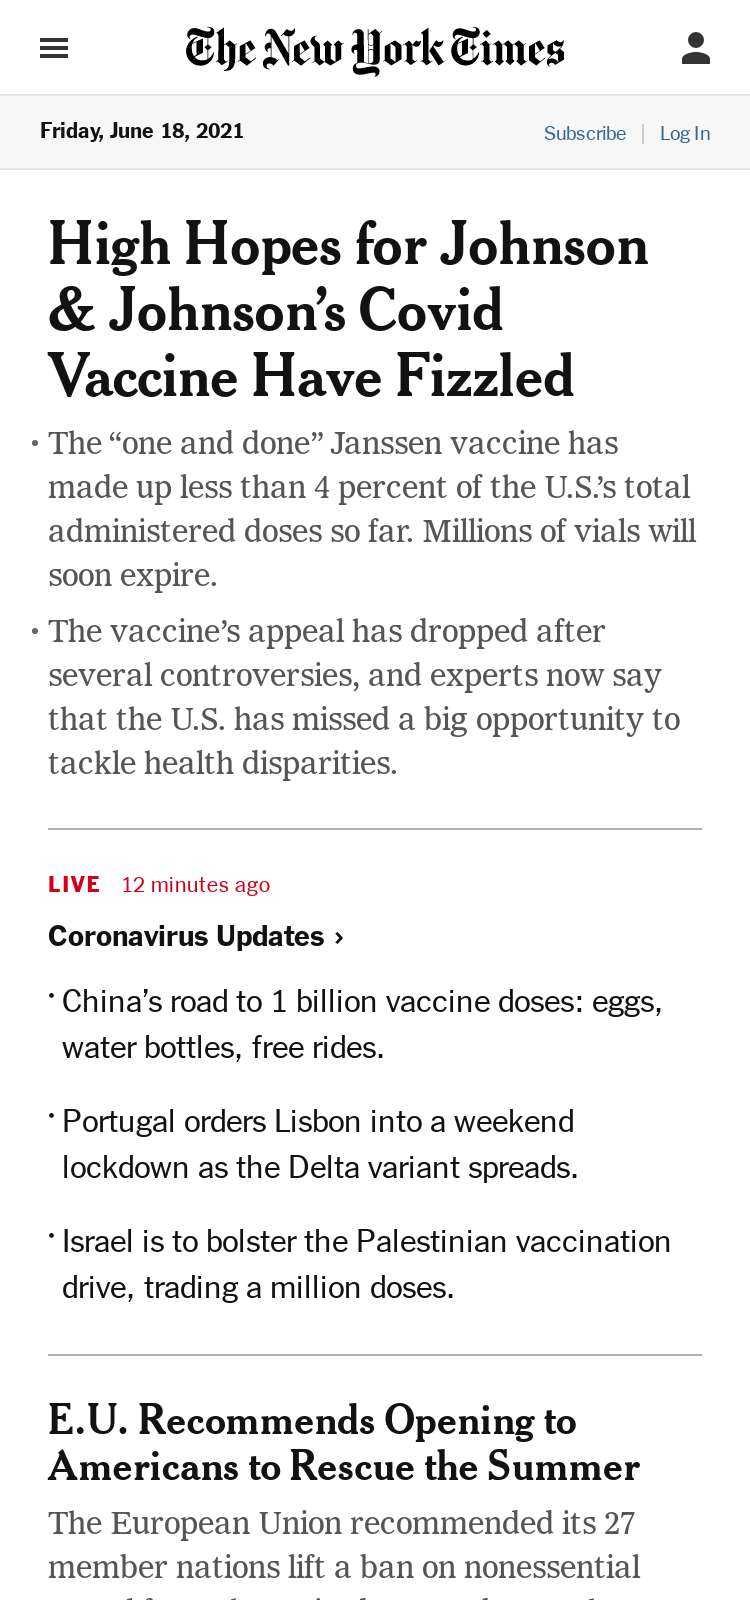 The New York Times
Friday, June 18, 2021
Subscribe | Log In
High Hopes for Johnson
& Johnson’s Covid
Vaccine Have Fizzled
• The “one and done” Janssen vaccine has
made up less than 4 percent of the U.S.’s total
administered doses so far. Millions of vials will
soon expire.
• The vaccine’s appeal has dropped after
several controversies, and experts now say
that the U.S. has missed a big opportunity to
tackle health disparities.
LIVE 12 minutes ago
Coronavirus Updates ›
• China’s road to 1 billion vaccine doses: eggs,
water bottles, free rides.
• Portugal orders Lisbon into a weekend
lockdown as the Delta variant spreads.
• Israel is to bolster the Palestinian vaccination
drive, trading a million doses.
E.U. Recommends Opening to
Americans to Rescue the Summer
The European Union recommended its 27
member nations lift a ban on nonessential